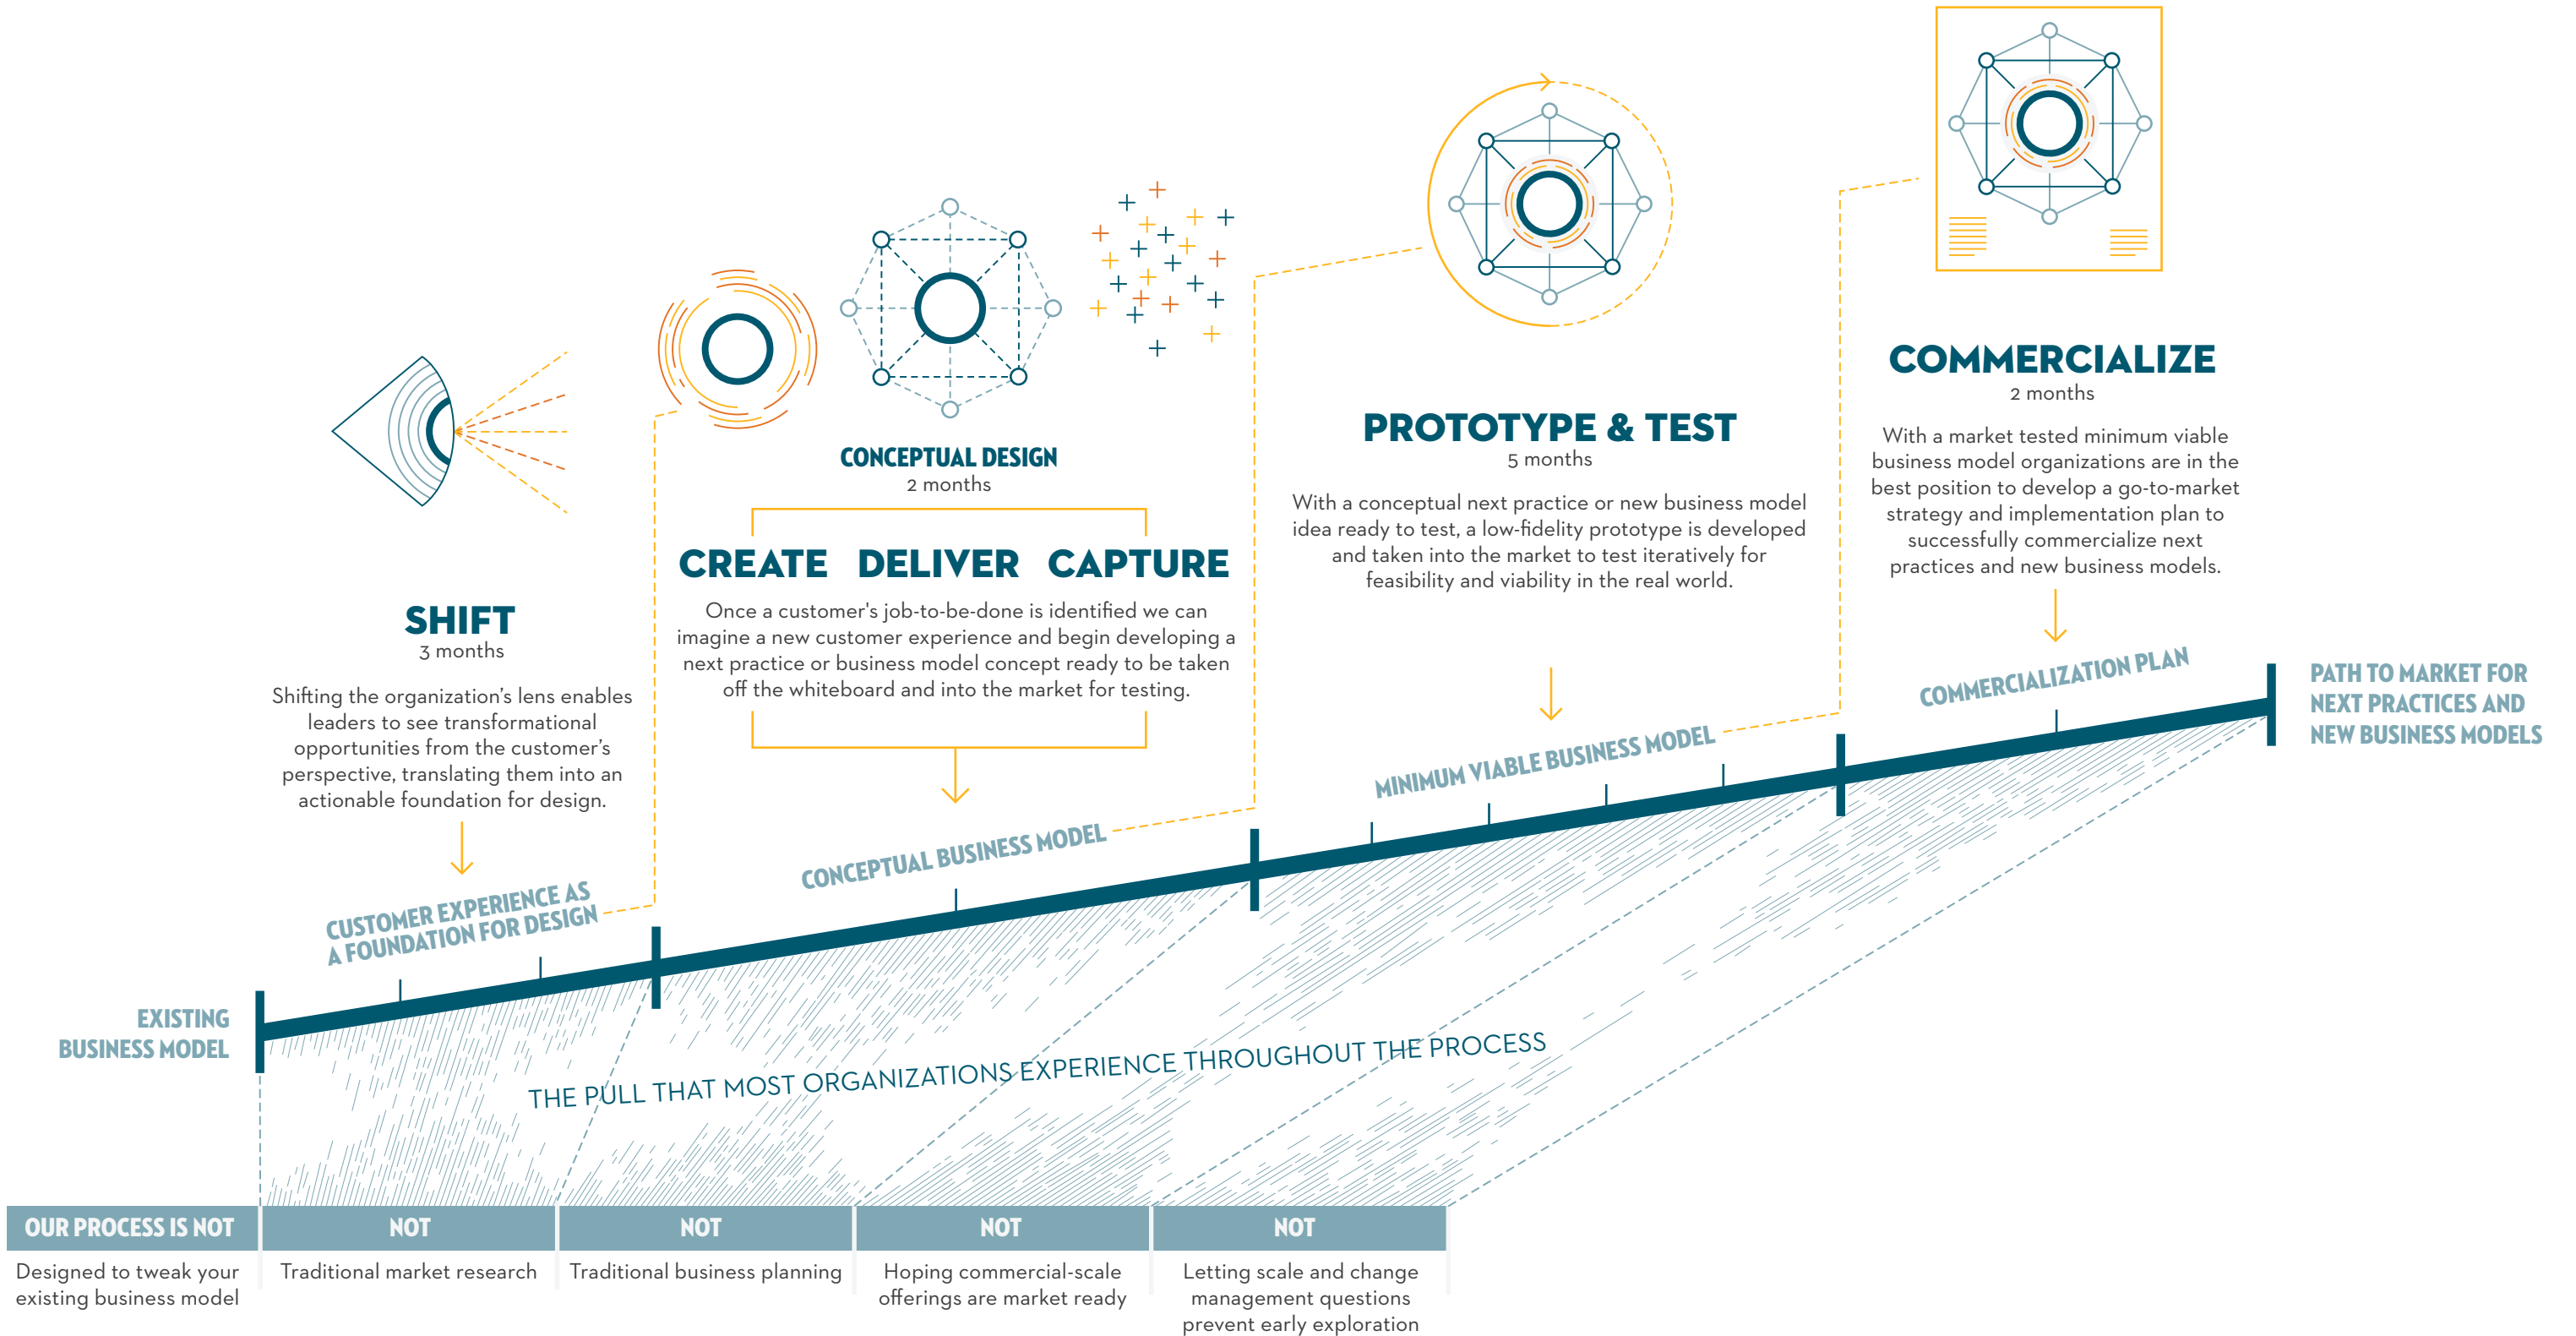 COMMERCIALIZE
2 months
With a market tested minimum viable
business model organizations are in the
best position to develop a go-to-market
strategy and implementation plan to
successfully commercialize next
practices and new business models.
PROTOTYPE & TEST
5 months
With a conceptual next practice or new business model
idea ready to test, a low-fidelity prototype is developed
and taken into the market to test iteratively for
feasibility and viability in the real world.
CONCEPTUAL DESIGN
2 months
CREATE DELIVER CAPTURE
Once a customer's job-to-be-done is identified we can
imagine a new customer experience and begin developing a
next practice or business model concept ready to be taken
off the whiteboard and into the market for testing.
SHIFT
3 months
Shifting the organization's lens enables
leaders to see transformational
opportunities from the customer's
perspective, translating them into an
actionable foundation for design.
EXISTING
BUSINESS MODEL
CUSTOMER EXPERIENCE AS
A FOUNDATION FOR DESIGN
CONCEPTUAL BUSINESS MODEL
MINIMUM VIABLE BUSINESS MODEL
COMMERCIALIZATION PLAN
PATH TO MARKET FOR
NEXT PRACTICES AND
NEW BUSINESS MODELS
THE PULL THAT MOST ORGANIZATIONS EXPERIENCE THROUGHOUT THE PROCESS
OUR PROCESS IS NOT
Designed to tweak your
existing business model
NOT
Traditional market research
NOT
Traditional business planning
NOT
Hoping commercial-scale
offerings are market ready
NOT
Letting scale and change
management questions
prevent early exploration